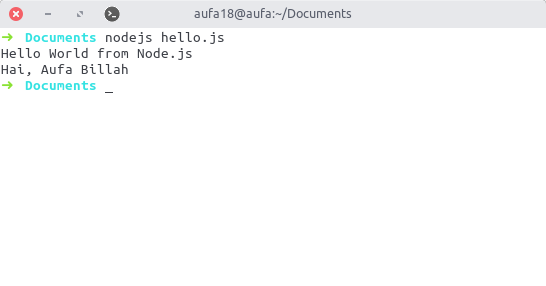 aufa18@aufa:~/Documents
➜ Documents nodejs hello.js
Hello World from Node.js
Hai, Aufa Billah
➜ Documents _